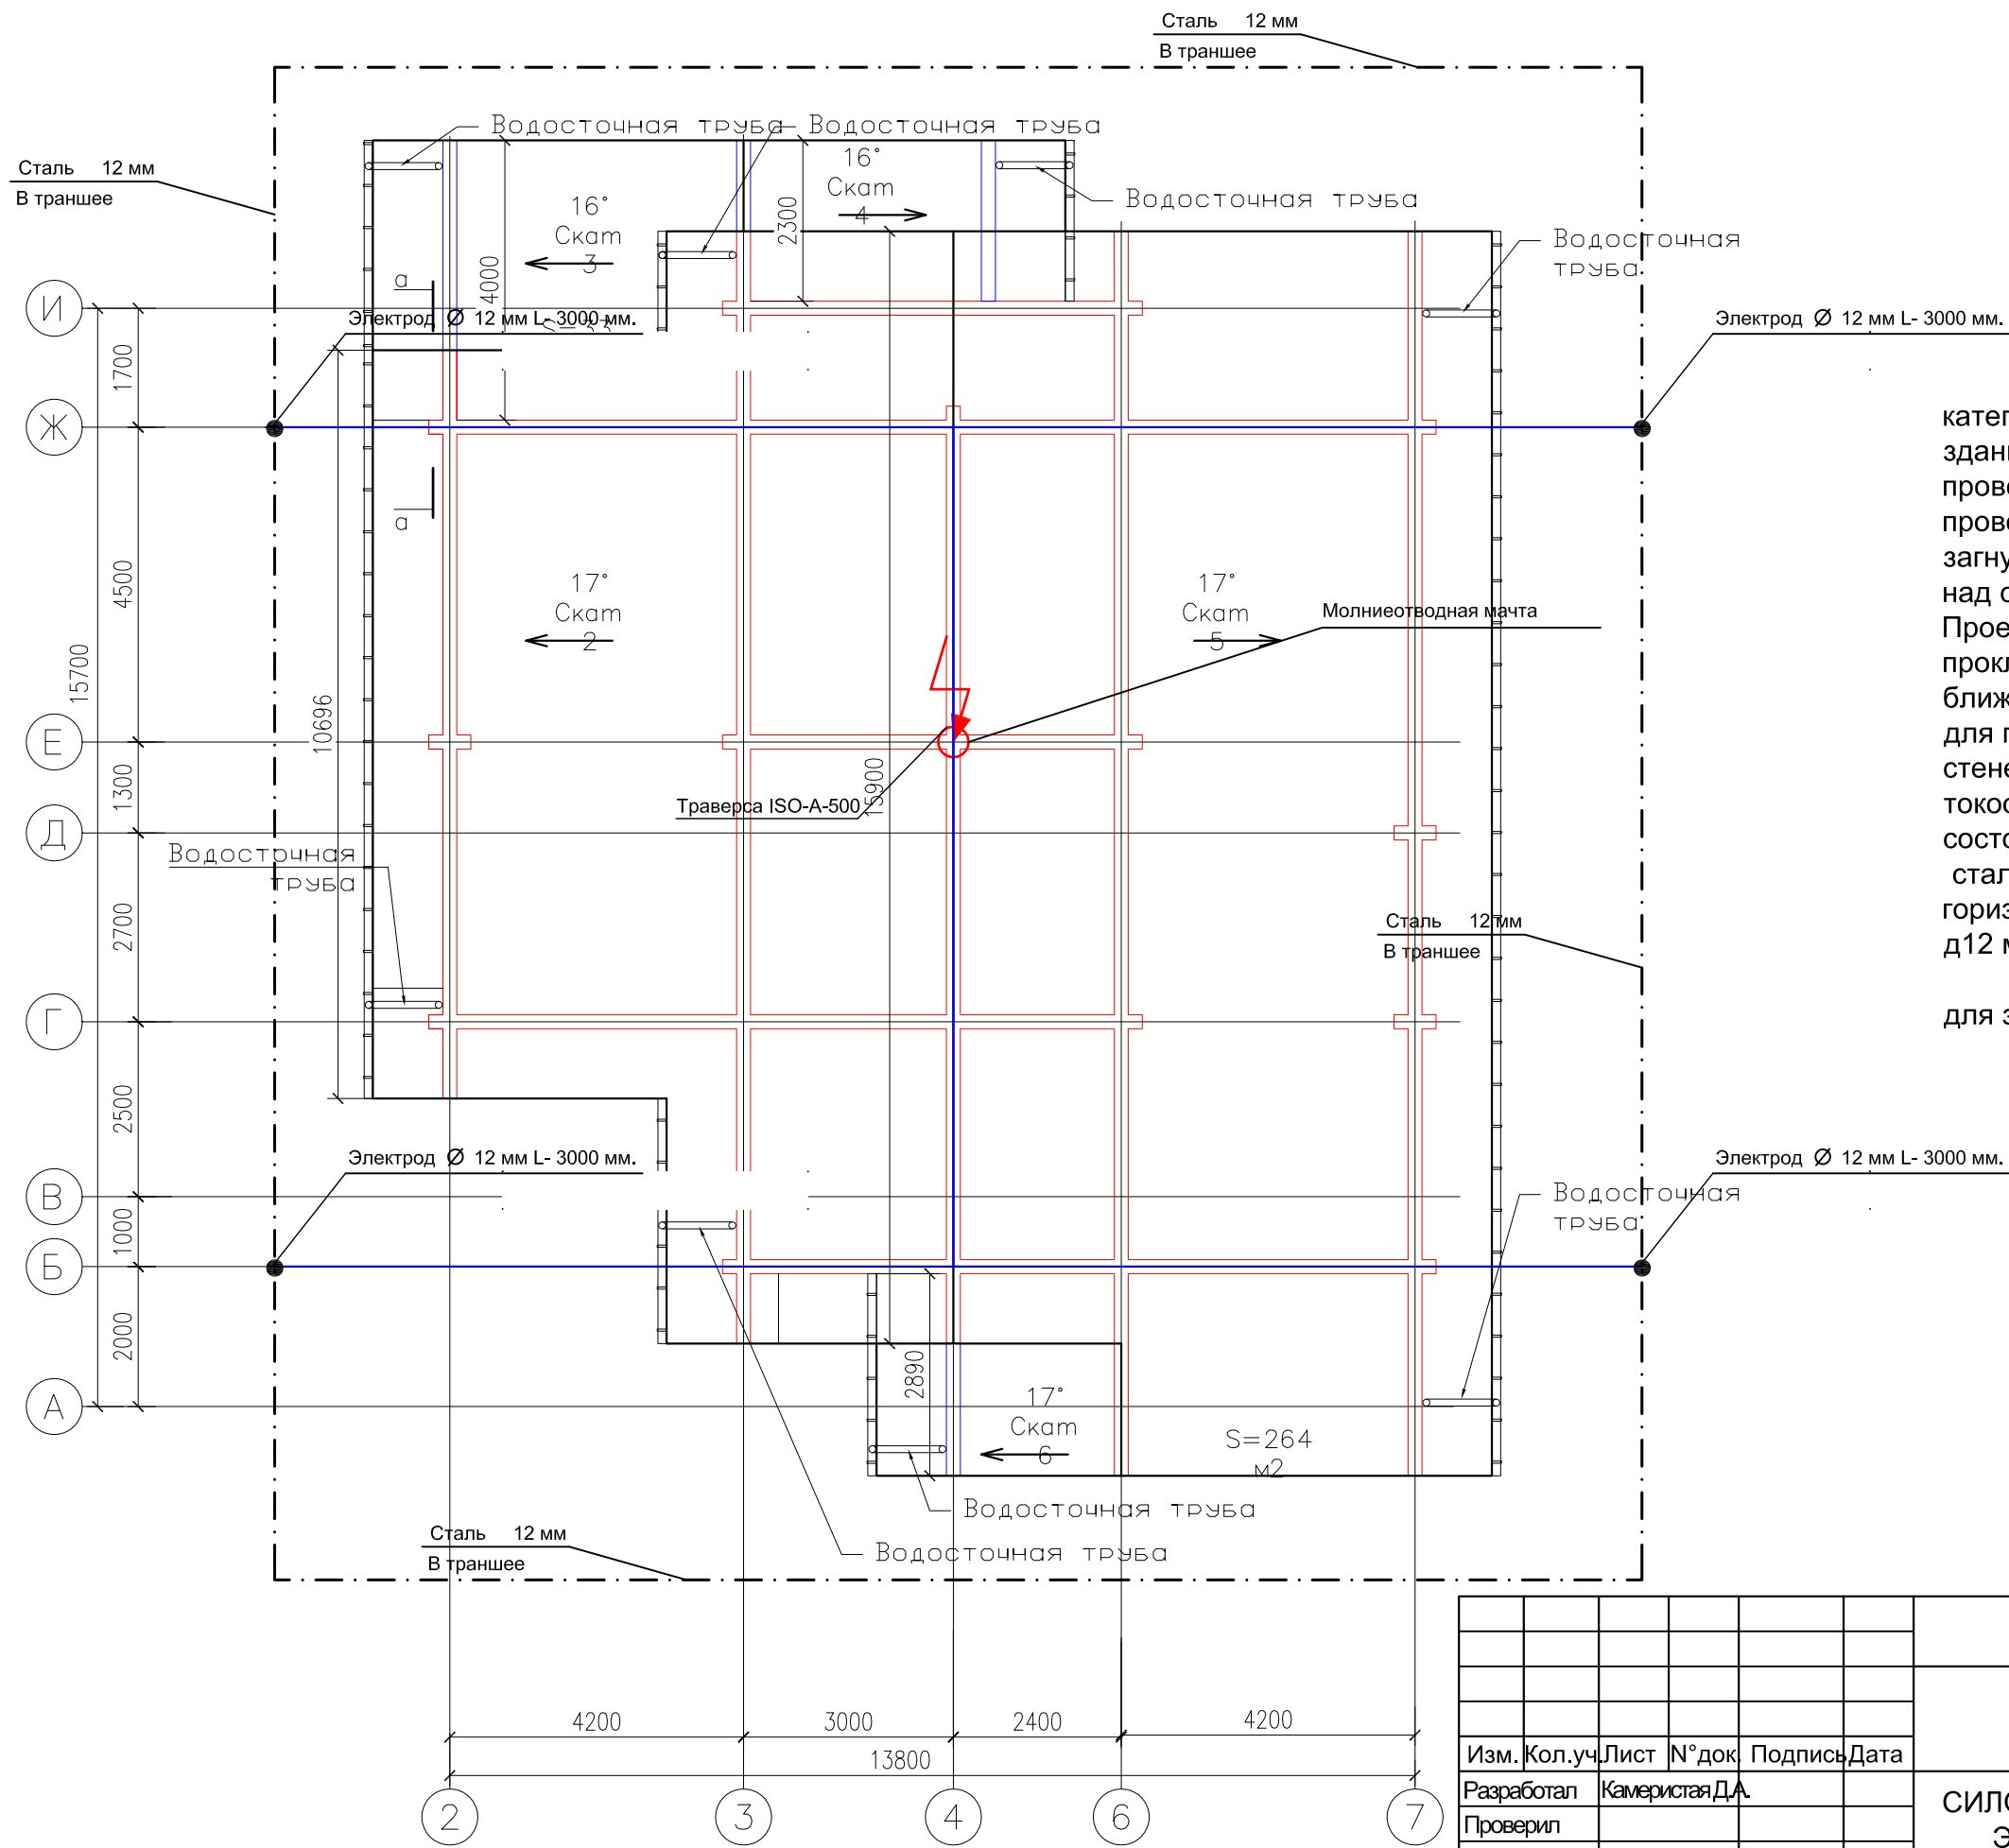 Сталь 12 мм
В траншее
Водосточная труба
Водосточная труба
Сталь 12 мм
В траншее
16°
Скат
4
Водосточная труба
16°
Скат
3
2300
4000
Водосточная
труба
а
И
Электрод Ø 12 мм L- 3000 мм.
Электрод Ø 12 мм L- 3000 мм.
1700
Ж
а
4500
17°
Скат
2
17°
Скат
5
Молниеотводная мачта
15700
10696
Е
15900
1300
Траверса ISO-A-500
Д
Водосточная
труба
2700
Сталь 12 мм
В траншее
Г
для з
2500
Электрод Ø 12 мм L- 3000 мм.
Электрод Ø 12 мм L- 3000 мм.
В
Водосточная
труба
1000
Б
2000
2890
А
17°
Скат
6
S=264
м2
Водосточная труба
Сталь 12 мм
В траншее
Водосточная труба
4200
3000
2400
4200
13800
2
3
4
6
7
Изм. Кол.уч. Лист N°док. Подпись Дата
Разработал Камеристая Д.А.
Проверил
д12 м